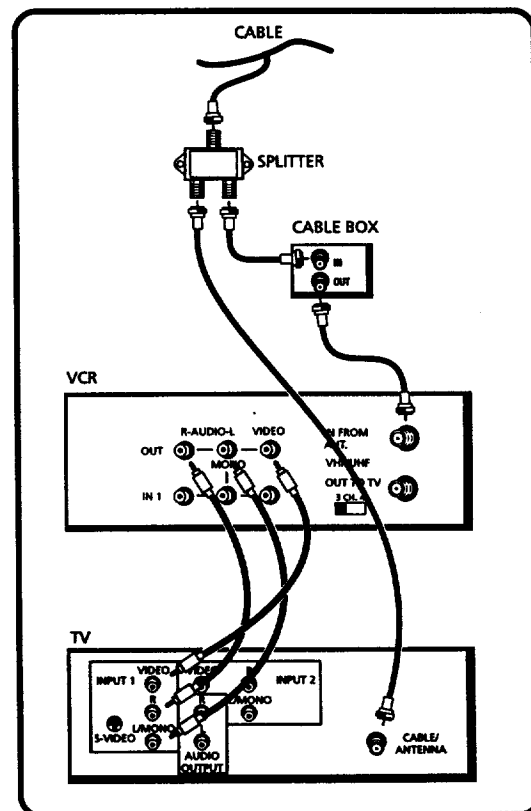 CABLE
SPLITTER
CABLE BOX
IN
OUT
VCR
R-AUDIO-L VIDEO
OUT
MONO
IN 1
IN FROM
ANT.
VHF/UHF
OUT TO TV
3 CH. 4
TV
INPUT 1
VIDEO
VIDEO
INPUT 2
R
L/MONO
S-VIDEO
L/MONO
AUDIO
OUTPUT
CABLE/
ANTENNA